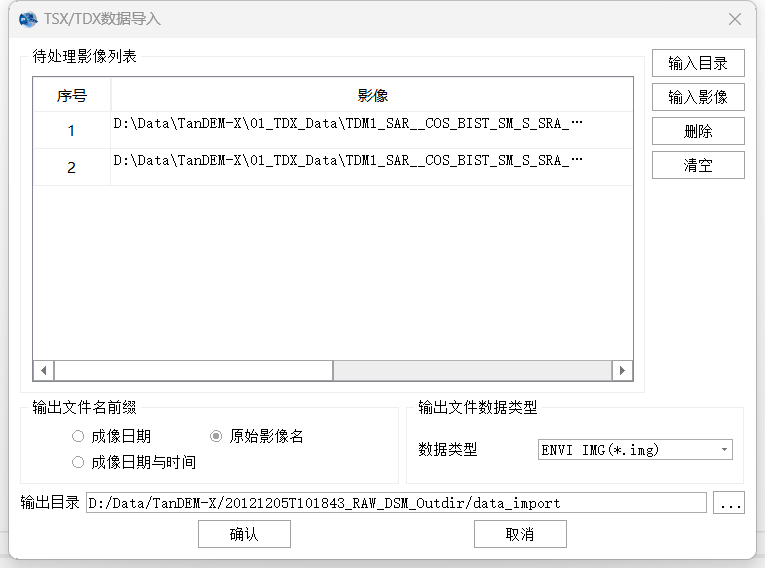 TSX/TDX数据导入
待处理影像列表
序号 影像
1 D:\Data\TanDEM-X\01_TDX_Data\TDM1_SAR__COS_BIST_SM_S_SRA_…
2 D:\Data\TanDEM-X\01_TDX_Data\TDM1_SAR__COS_BIST_SM_S_SRA_…
输入目录
输入影像
删除
清空
输出文件名前缀
成像日期 原始影像名
成像日期与时间
输出文件数据类型
数据类型 ENVI IMG(*.img)
输出目录 D:/Data/TanDEM-X/20121205T101843_RAW_DSM_Outdir/data_import ...
确认 取消